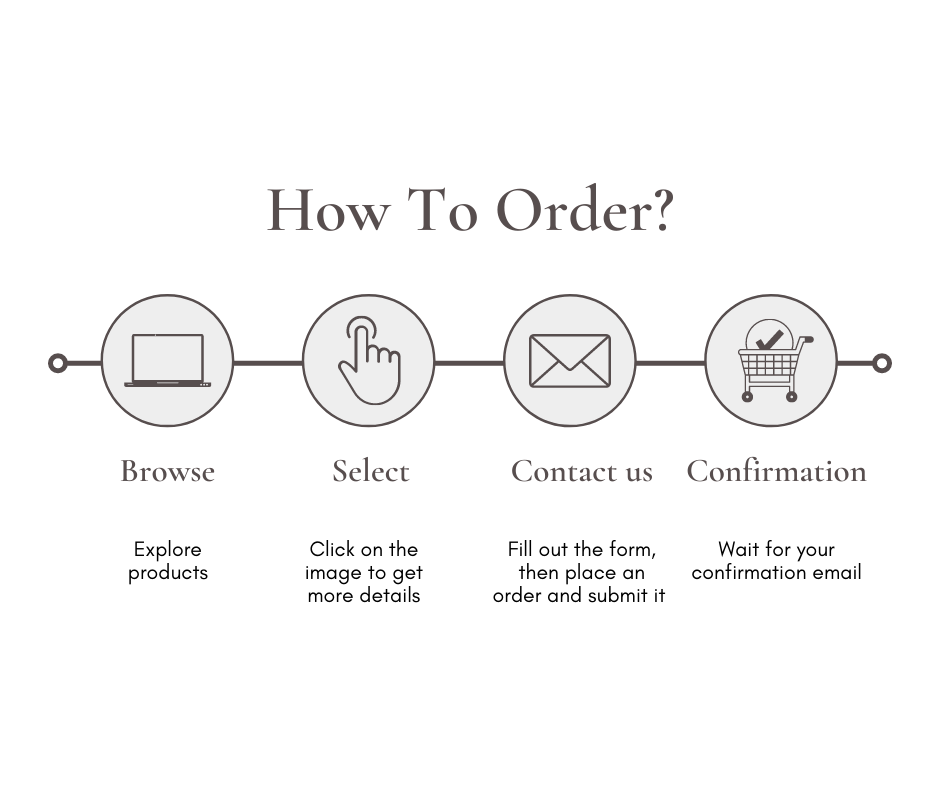 How To Order?
Browse
Select
Contact us
Confirmation
Explore
products
Click on the
image to get
more details
Fill out the form,
then place an
order and submit it
Wait for your
confirmation email